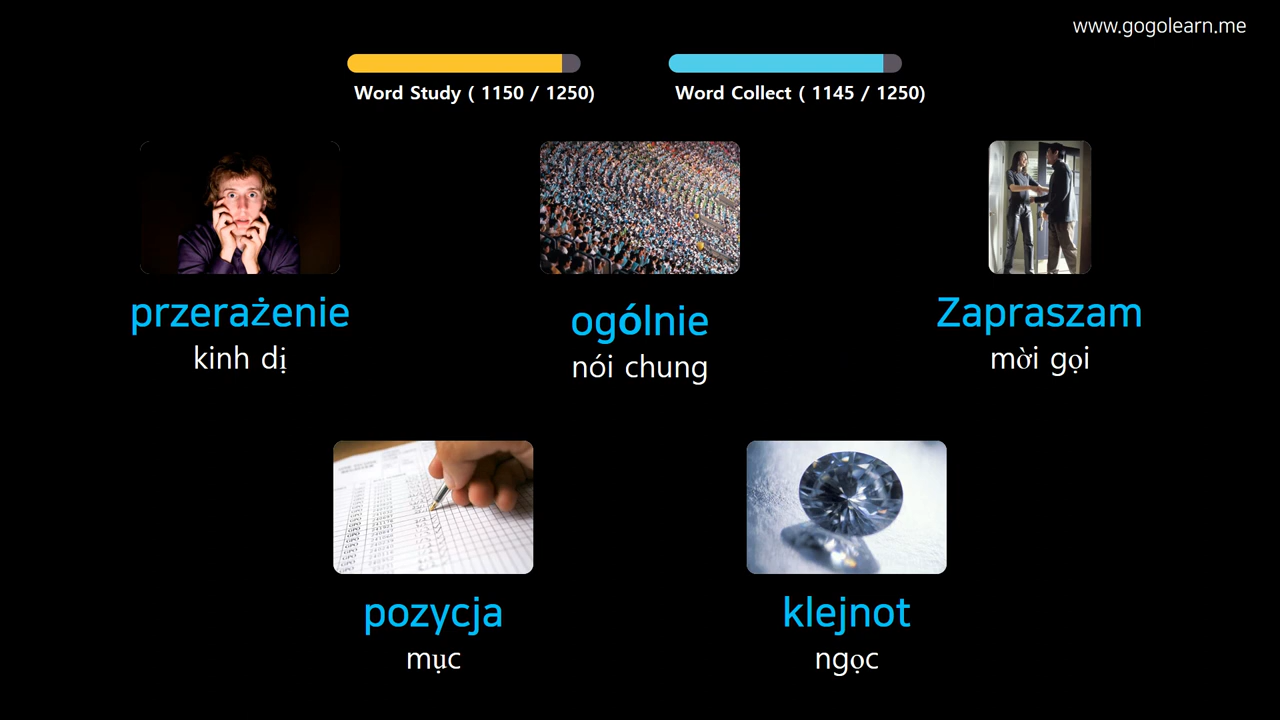 www.gogolearn.me
Word Study ( 1150 / 1250)
Word Collect ( 1145 / 1250)
przerażenie
kinh dị
ogólnie
nói chung
Zapraszam
mời gọi
pozycja
mục
klejnot
ngọc